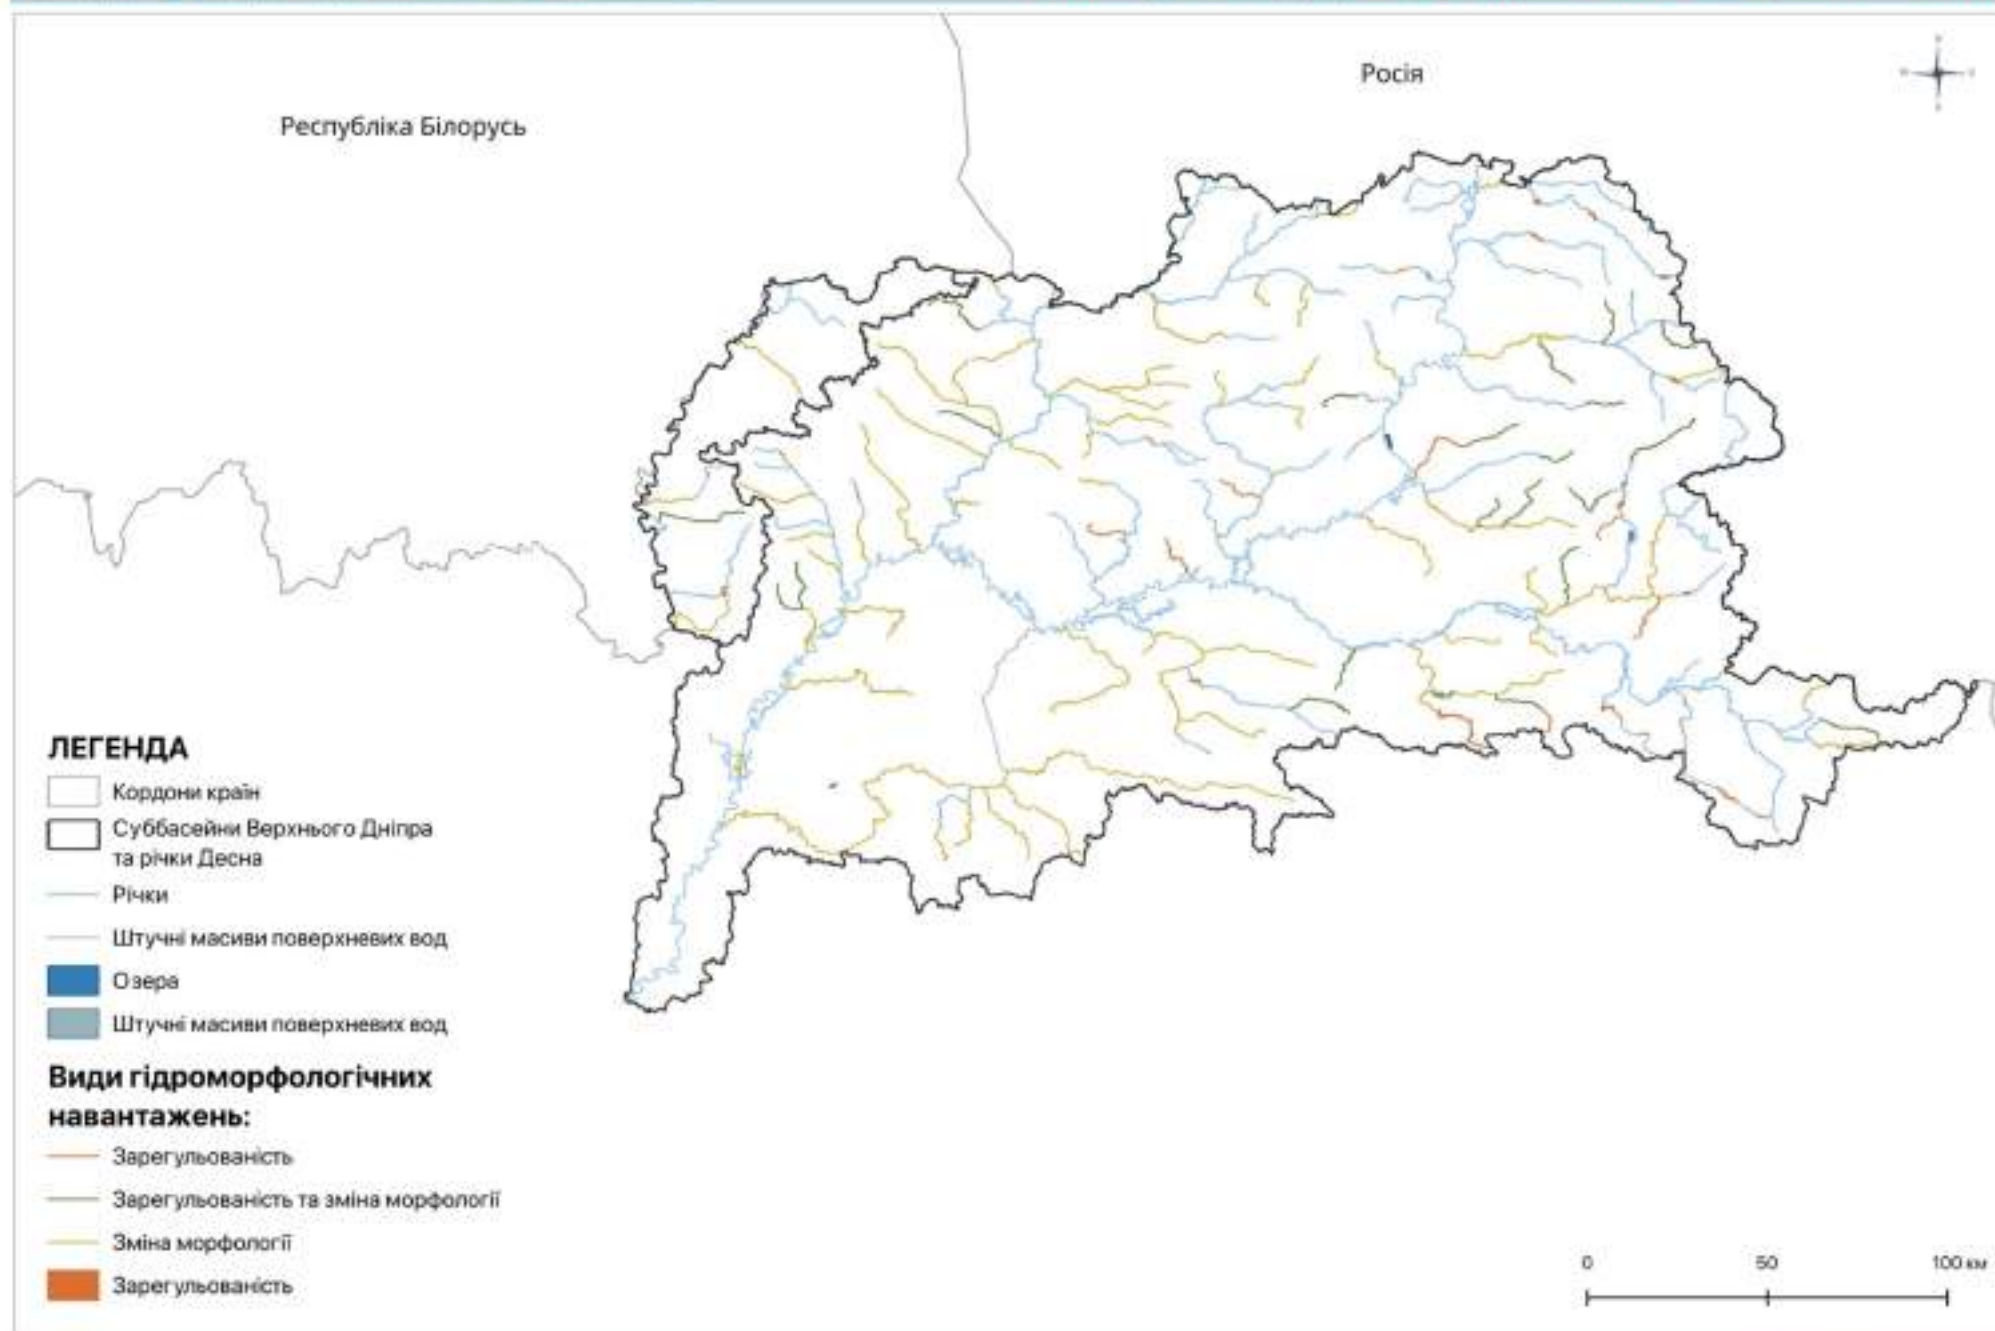 Росія
Республіка Білорусь
ЛЕГЕНДА
Кордони країн
Суббасейни Верхнього Дніпра
та річки Десна
Річки
Штучні масиви поверхневих вод
Озера
Штучні масиви поверхневих вод
Види гідроморфологічних
навантажень:
Зарегульованість
Зарегульованість та зміна морфології
Зміна морфології
Зарегульованість
0 50 100 км